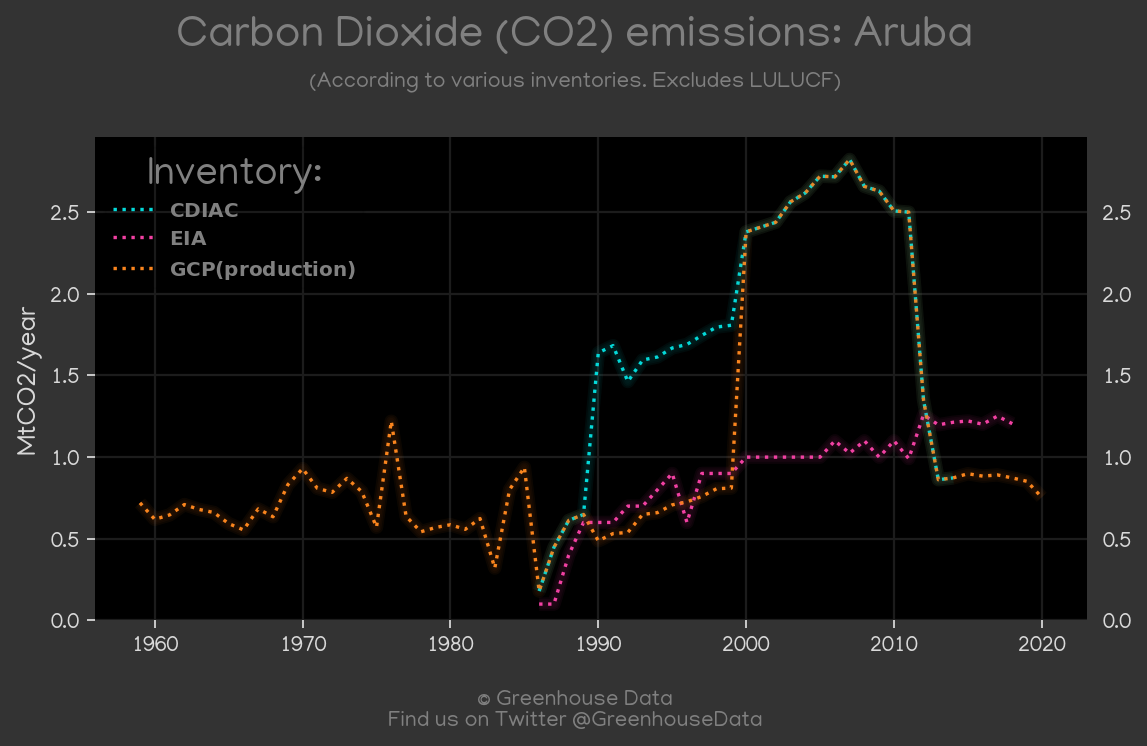 Carbon Dioxide (CO2) emissions: Aruba
(According to various inventories. Excludes LULUCF)
Inventory:
CDIAC
EIA
GCP(production)
MtCO2/year
2.5
2.0
1.5
1.0
0.5
0.0
2.5
2.0
1.5
1.0
0.5
0.0
1960 1970 1980 1990 2000 2010 2020
© Greenhouse Data
Find us on Twitter @GreenhouseData